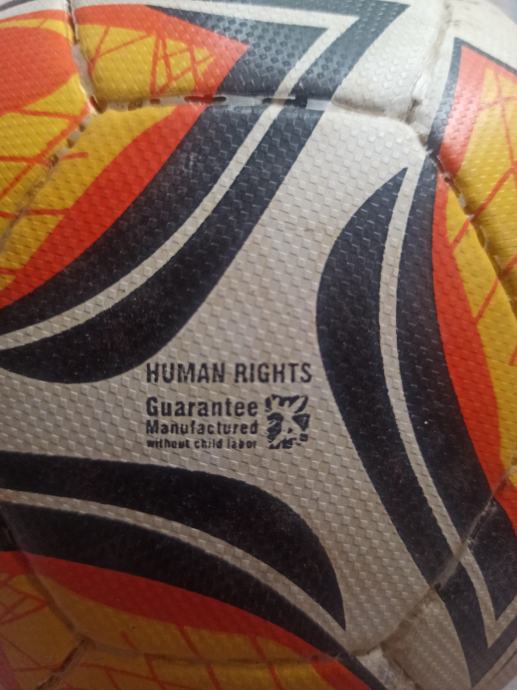 HUMAN RIGHTS
Guarantee
Manufactured
without child labor